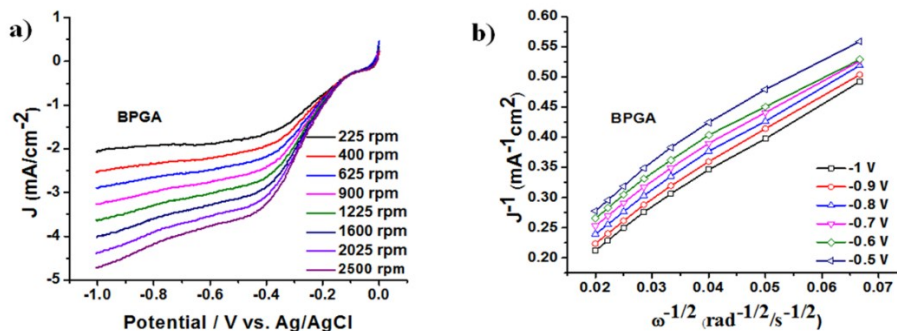 a)
1
0
-1
-2
-3
-4
-5
J (mA/cm-2)
BPGA
225 rpm
400 rpm
625 rpm
900 rpm
1225 rpm
1600 rpm
2025 rpm
2500 rpm
-1.0 -0.8 -0.6 -0.4 -0.2 0.0
Potential / V vs. Ag/AgCl
b)
0.60
0.55
0.50
0.45
0.40
0.35
0.30
0.25
0.20
J-1 (mA-1cm2)
BPGA
-1 V
-0.9 V
-0.8 V
-0.7 V
-0.6 V
-0.5 V
0.02 0.03 0.04 0.05 0.06 0.07
ω-1/2 (rad-1/2/s-1/2)